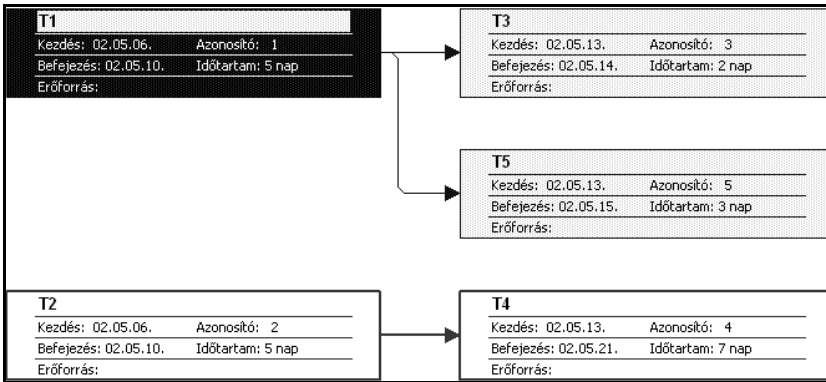 T1
Kezdés: 02.05.06. Azonosító: 1
Befejezés: 02.05.10. Időtartam: 5 nap
Erőforrás:
T3
Kezdés: 02.05.13. Azonosító: 3
Befejezés: 02.05.14. Időtartam: 2 nap
Erőforrás:
T5
Kezdés: 02.05.13. Azonosító: 5
Befejezés: 02.05.15. Időtartam: 3 nap
Erőforrás:
T2
Kezdés: 02.05.06. Azonosító: 2
Befejezés: 02.05.10. Időtartam: 5 nap
Erőforrás:
T4
Kezdés: 02.05.13. Azonosító: 4
Befejezés: 02.05.21. Időtartam: 7 nap
Erőforrás: